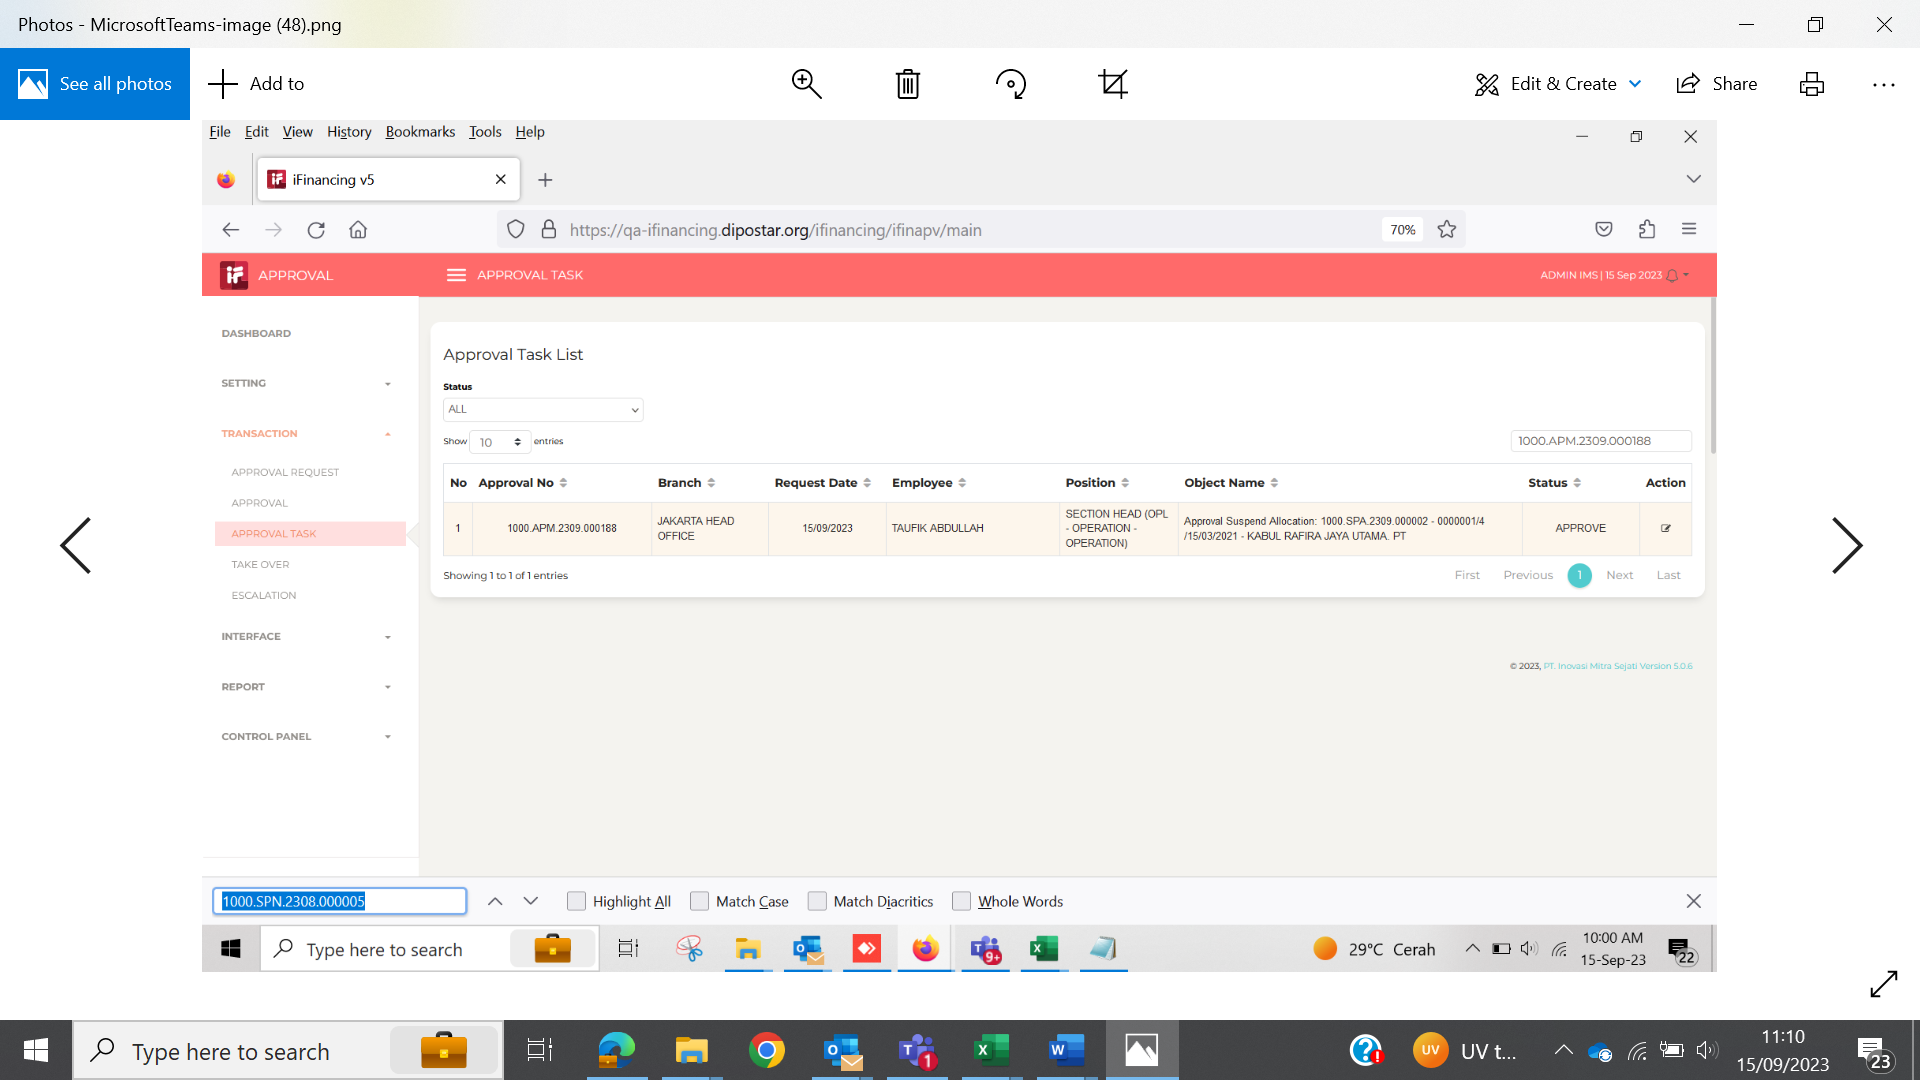 Photos - MicrosoftTeams-image (48).png
See all photos
Add to
Edit & Create
Share
File Edit View History Bookmarks Tools Help
iFinancing v5
https://qa-ifinancing.dipostar.org/ifinancing/ifinapv/main
70%
iF APPROVAL
APPROVAL TASK
ADMIN IMS | 15 Sep 2023
DASHBOARD
SETTING
TRANSACTION
APPROVAL REQUEST
APPROVAL
APPROVAL TASK
TAKE OVER
ESCALATION
INTERFACE
REPORT
CONTROL PANEL
Approval Task List
Status
ALL
Show 10 entries
1000.APM.2309.000188
No Approval No Branch Request Date Employee Position Object Name Status Action
1 1000.APM.2309.000188 JAKARTA HEAD OFFICE 15/09/2023 TAUFIK ABDULLAH SECTION HEAD (OPL - OPERATION - OPERATION) Approval Suspend Allocation: 1000.SPA.2309.000002 - 0000001/4 /15/03/2021 - KABUL RAFIRA JAYA UTAMA. PT APPROVE
Showing 1 to 1 of 1 entries
First Previous 1 Next Last
© 2023, PT. Inovasi Mitra Sejati Version 5.0.6
1000.SPN.2308.000005
Highlight All Match Case Match Diacritics Whole Words
Type here to search
9+
29°C Cerah
10:00 AM
15-Sep-23
22
Type here to search
1
UV
UV t...
11:10
15/09/2023
23